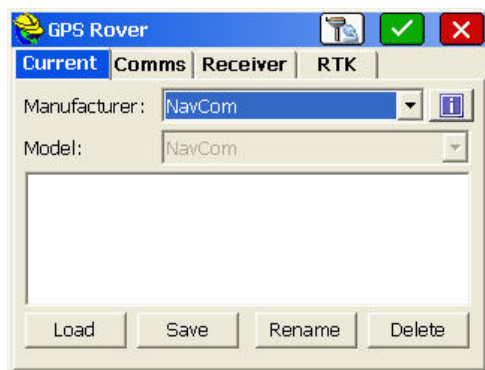 GPS Rover
Current Comms Receiver RTK
Manufacturer: NavCom
Model: NavCom
Load Save Rename Delete